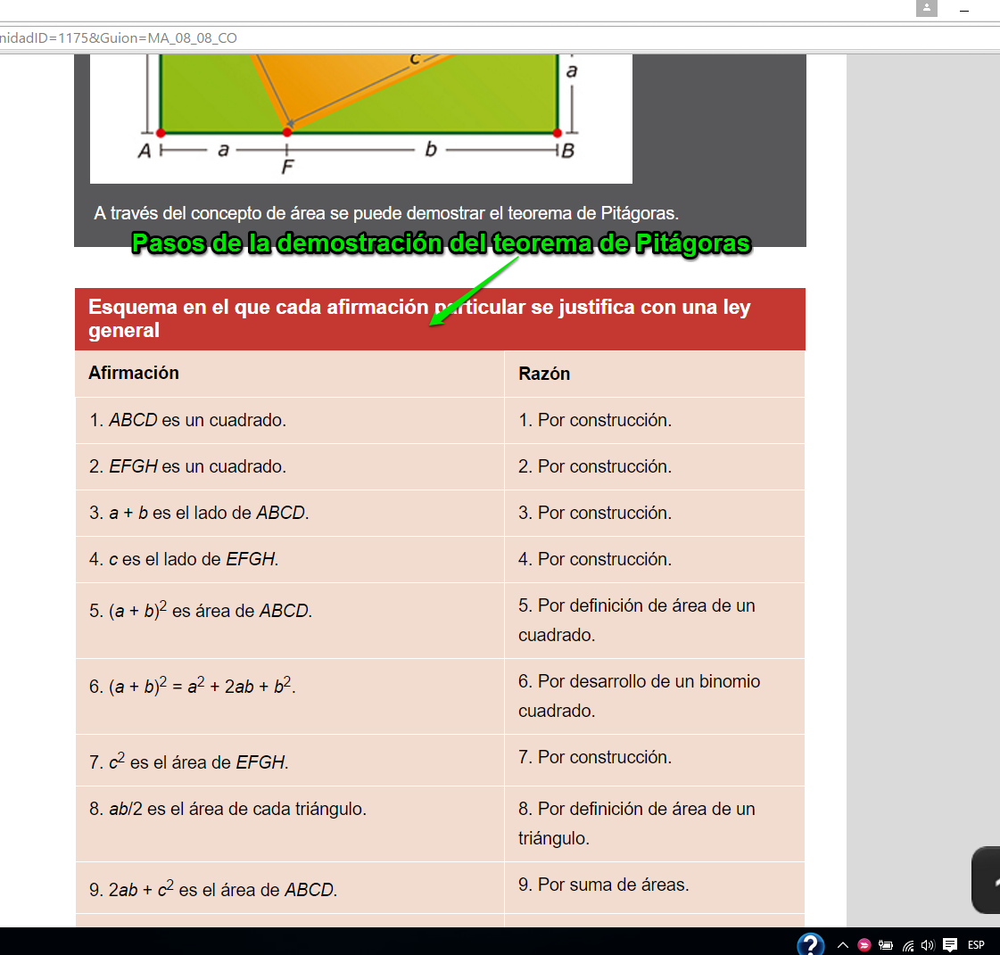 nidadID=1175&Guion=MA_08_08_CO
c
a
A a b B
F
A través del concepto de área se puede demostrar el teorema de Pitágoras.
Pasos de la demostración del teorema de Pitágoras
Esquema en el que cada afirmación particular se justifica con una ley
general
Afirmación Razón
1. ABCD es un cuadrado. 1. Por construcción.
2. EFGH es un cuadrado. 2. Por construcción.
3. a + b es el lado de ABCD. 3. Por construcción.
4. c es el lado de EFGH. 4. Por construcción.
5. (a + b)² es área de ABCD. 5. Por definición de área de un
cuadrado.
6. (a + b)² = a² + 2ab + b². 6. Por desarrollo de un binomio
cuadrado.
7. c² es el área de EFGH. 7. Por construcción.
8. ab/2 es el área de cada triángulo. 8. Por definición de área de un
triángulo.
9. 2ab + c² es el área de ABCD. 9. Por suma de áreas.
? ESP